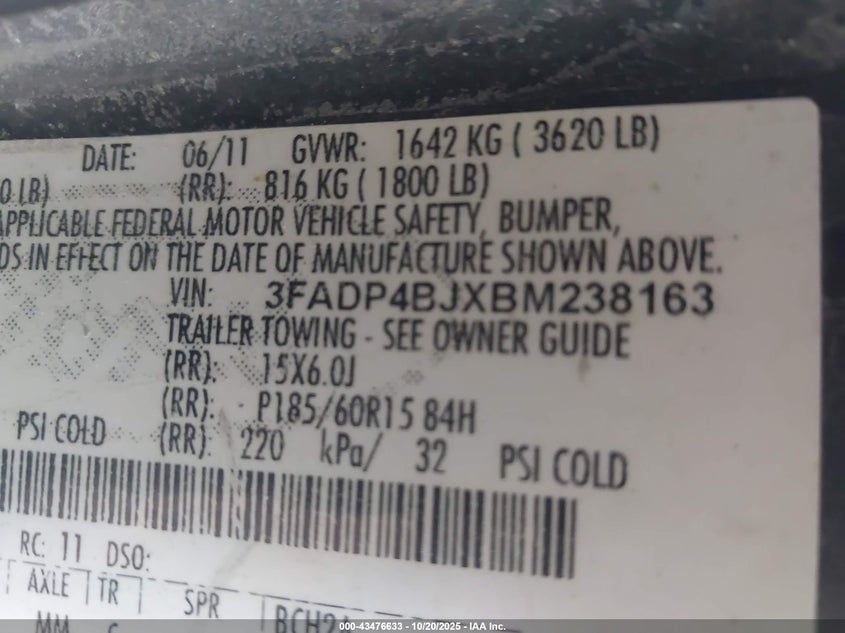 DATE: 06/11 GVWR: 1642 KG ( 3620 LB)
0 LB) (RR): 816 KG ( 1800 LB)
APPLICABLE FEDERAL MOTOR VEHICLE SAFETY, BUMPER,
DS IN EFFECT ON THE DATE OF MANUFACTURE SHOWN ABOVE.
VIN: 3FADP4BJXBM238163
TRAILER TOWING - SEE OWNER GUIDE
(RR): 15X6.0J
(RR): P185/60R15 84H
PSI COLD (RR): 220 kPa/ 32 PSI COLD
RC: 11 DSO:
AXLE TR SPR
MM
000-43476633 - 10/20/2025 - IAA Inc.